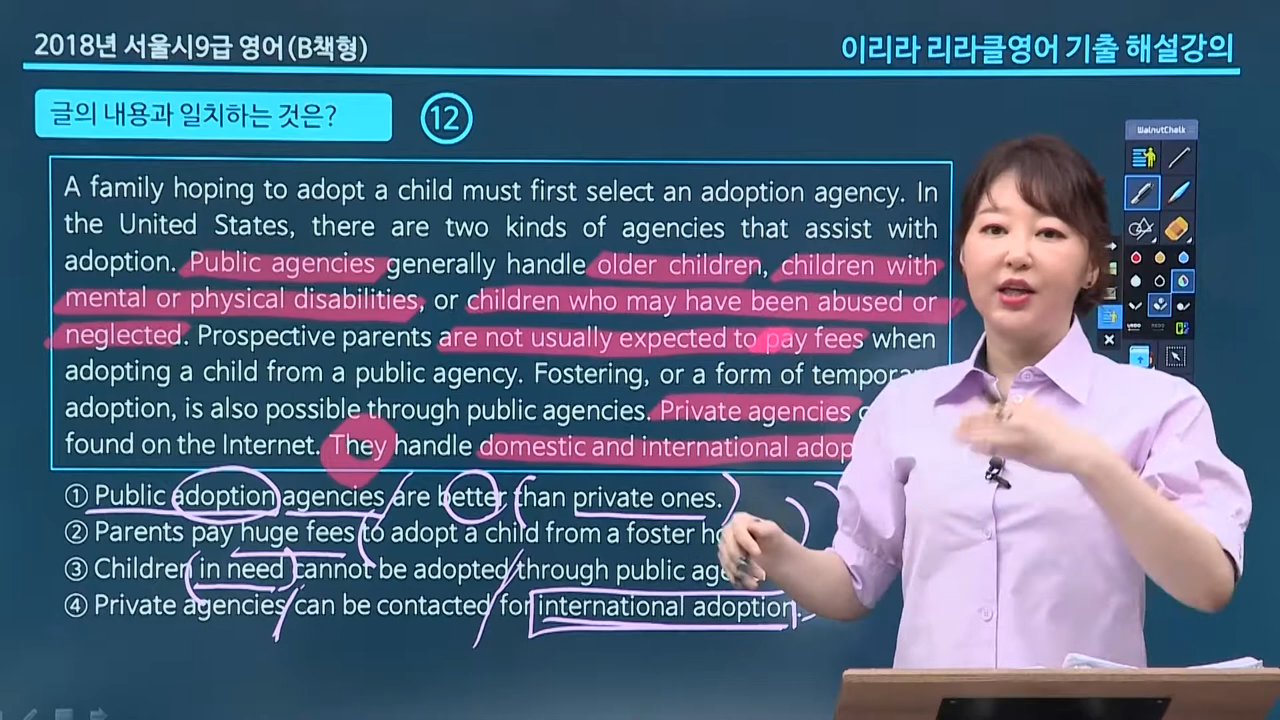 2018년 서울시9급 영어(B책형)
이리라 리라클영어 기출 해설강의
글의 내용과 일치하는 것은?
12
WalnutChalk
A family hoping to adopt a child must first select an adoption agency. In
the United States, there are two kinds of agencies that assist with
adoption. Public agencies generally handle older children, children with
mental or physical disabilities, or children who may have been abused or
neglected. Prospective parents are not usually expected to pay fees when
adopting a child from a public agency. Fostering, or a form of
adoption, is also possible through public agencies. Private agencies
found on the Internet. They handle domestic and international
① Public adoption agencies are better than private ones.
② Parents pay huge fees to adopt a child from a foster
③ Children in need cannot be adopted through public
④ Private agencies can be contacted for international adoption.